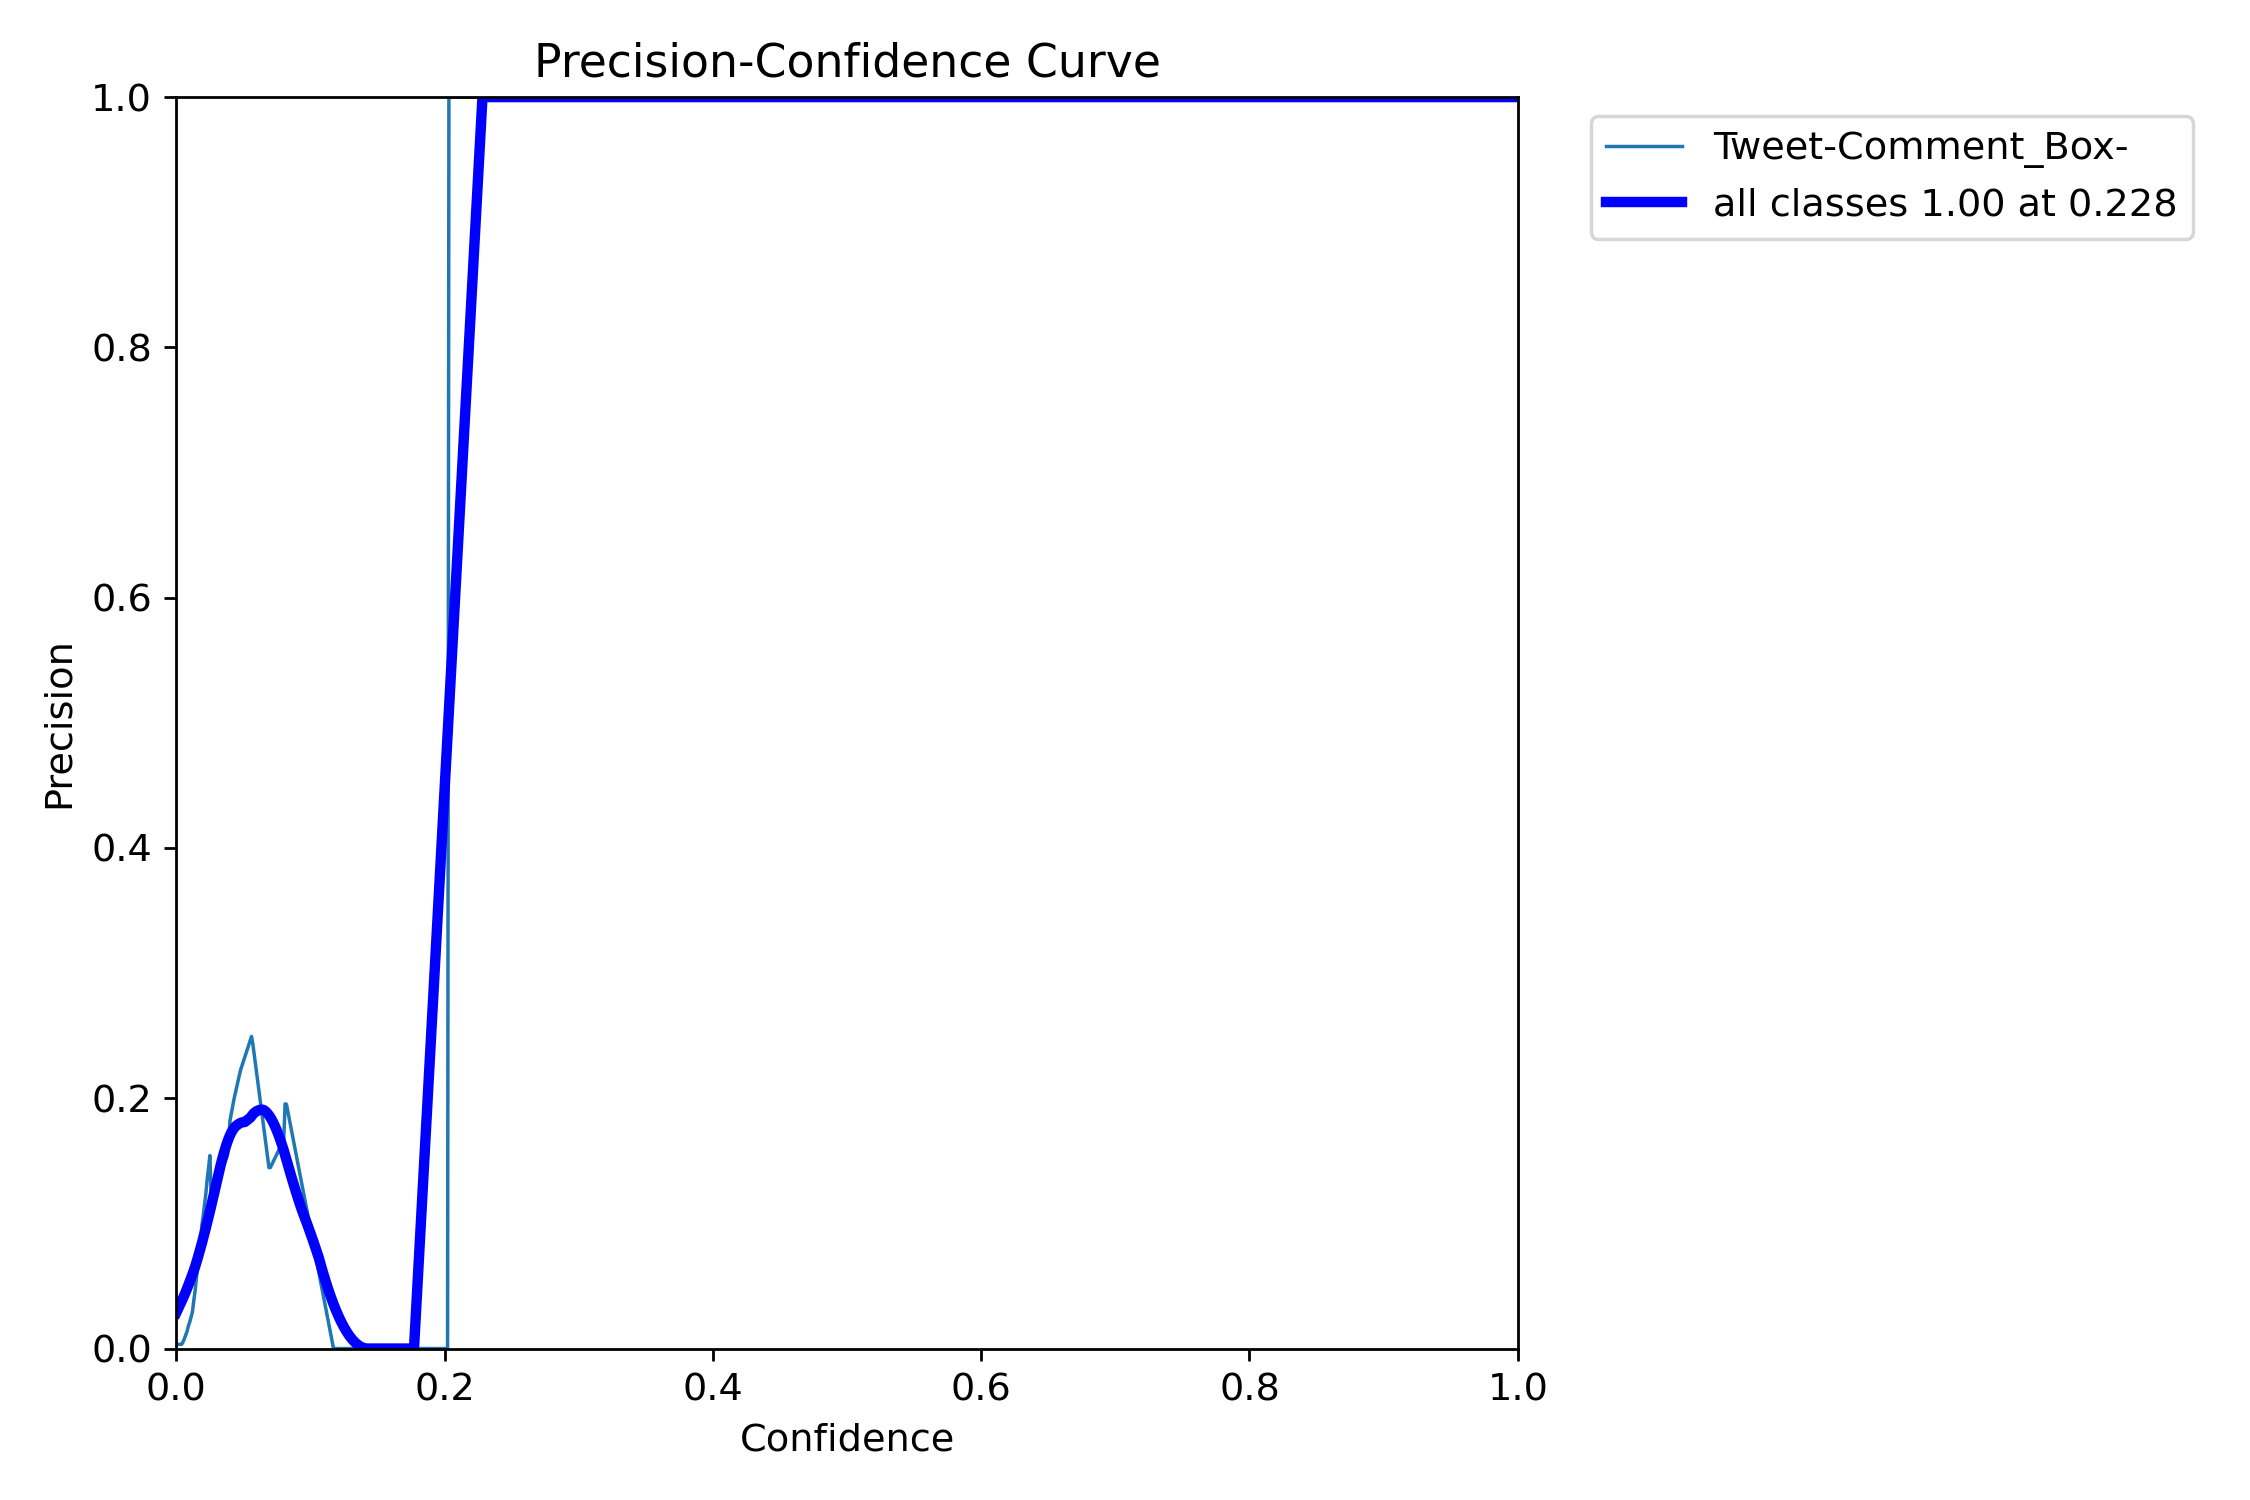 Precision-Confidence Curve
1.0
0.8
0.6
0.4
0.2
0.0
Precision
0.0 0.2 0.4 0.6 0.8 1.0
Confidence
Tweet-Comment_Box-
all classes 1.00 at 0.228